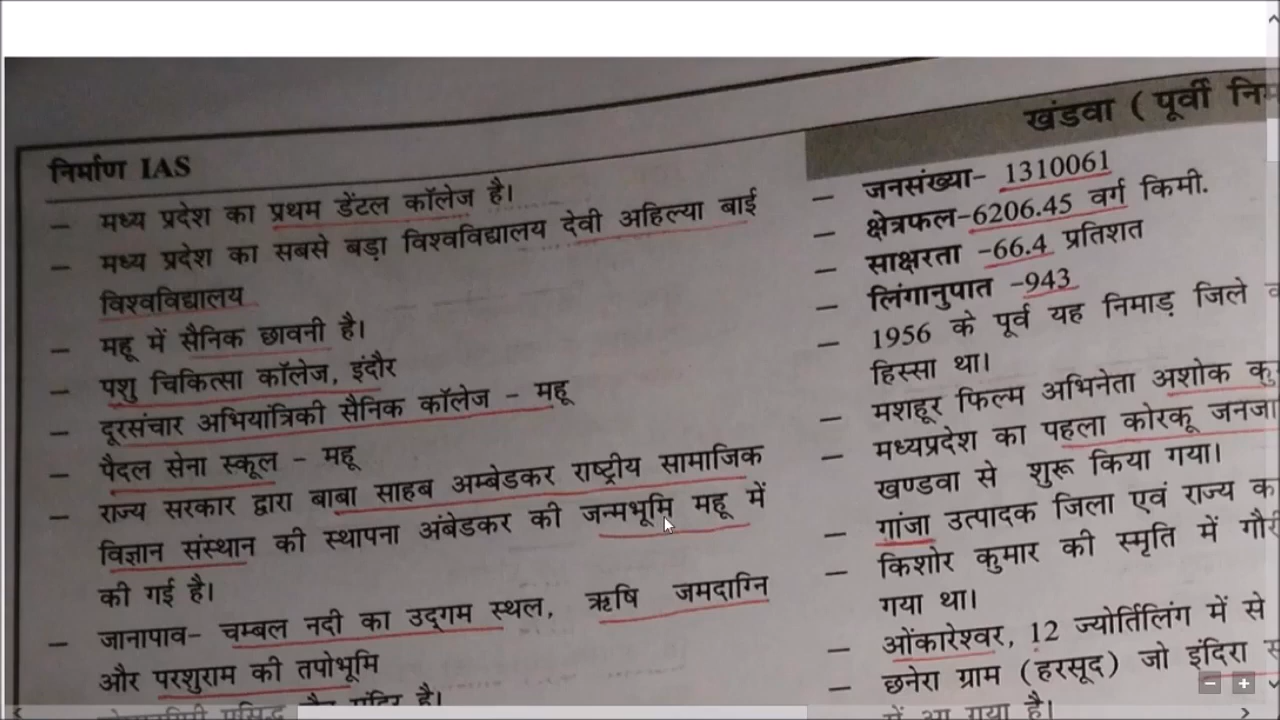 निर्माण IAS
– मध्य प्रदेश का प्रथम डेंटल कॉलेज है।
– मध्य प्रदेश का सबसे बड़ा विश्वविद्यालय देवी अहिल्या बाई
विश्वविद्यालय
– महू में सैनिक छावनी है।
– पशु चिकित्सा कॉलेज, इंदौर
– दूरसंचार अभियांत्रिकी सैनिक कॉलेज – महू
– पैदल सेना स्कूल – महू
– राज्य सरकार द्वारा बाबा साहब अम्बेडकर राष्ट्रीय सामाजिक
विज्ञान संस्थान की स्थापना अंबेडकर की जन्मभूमि महू में
की गई है।
– जानापाव– चम्बल नदी का उद्‌गम स्थल, ऋषि जमदाग्नि
और परशुराम की तपोभूमि
खंडवा ( पूर्वी
– जनसंख्या– 1310061
– क्षेत्रफल–6206.45 वर्ग किमी.
– साक्षरता –66.4 प्रतिशत
– लिंगानुपात –943
– 1956 के पूर्व यह निमाड़ जिले
हिस्सा था।
– मशहूर फिल्म अभिनेता अशोक
– मध्यप्रदेश का पहला कोरकू
खण्डवा से शुरू किया गया।
– गांजा उत्पादक जिला एवं राज्य
– किशोर कुमार की स्मृति में
गया था।
– ओंकारेश्वर, 12 ज्योर्तिलिंग में से
– छनेरा ग्राम (हरसूद) जो इंदिरा
में आ गया है।